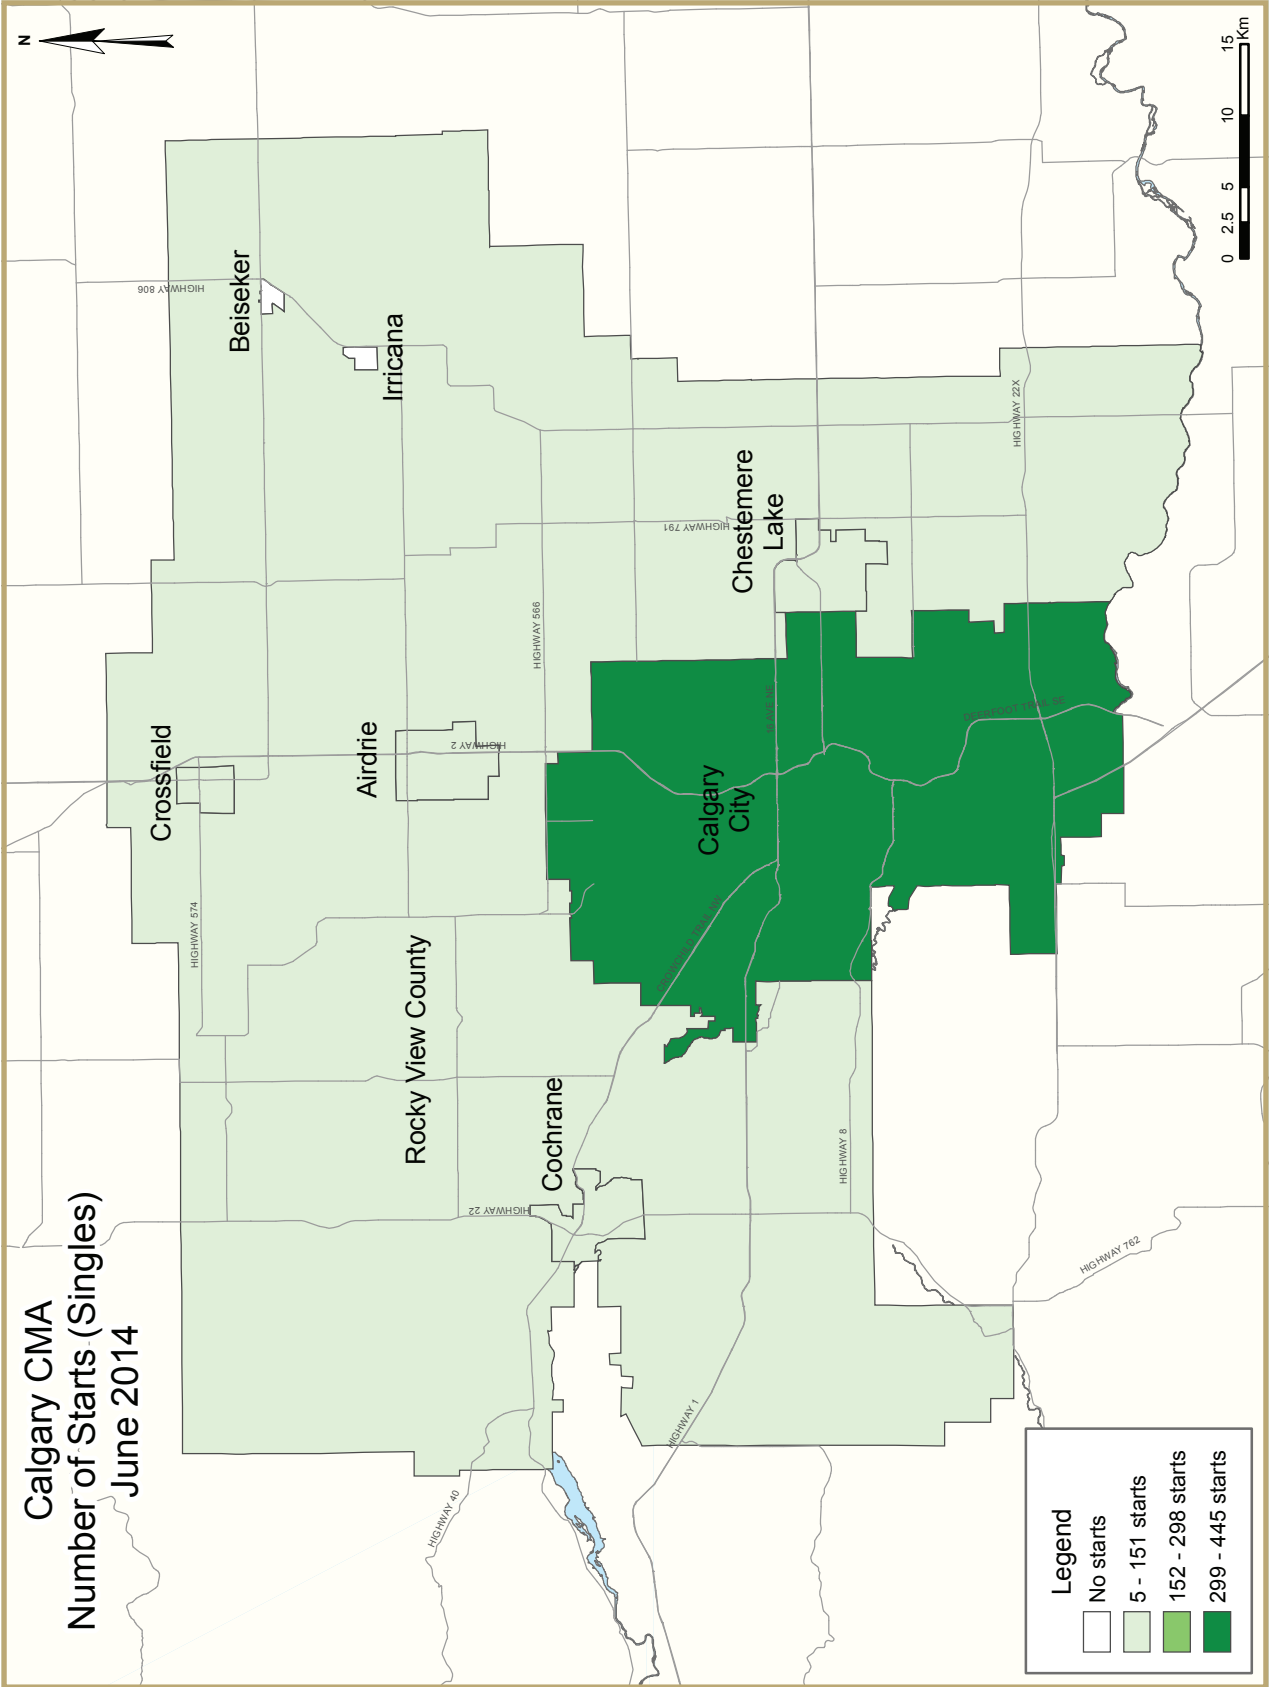 Calgary CMA
Number of Starts (Singles)
June 2014
N
HIGHWAY 806
Beiseker
Irricana
Crossfield
HIGHWAY 574
Airdrie
HIGHWAY 2
HIGHWAY 566
Rocky View County
Cochrane
HIGHWAY 22
HIGHWAY 791
Chestemere
Lake
Calgary
City
DEERFOOT TRAIL SE
HIGHWAY 22X
HIGHWAY 8
HIGHWAY 1
HIGHWAY 40
HIGHWAY 762
Legend
No starts
5 - 151 starts
152 - 298 starts
299 - 445 starts
0 2.5 5 10 15
Km